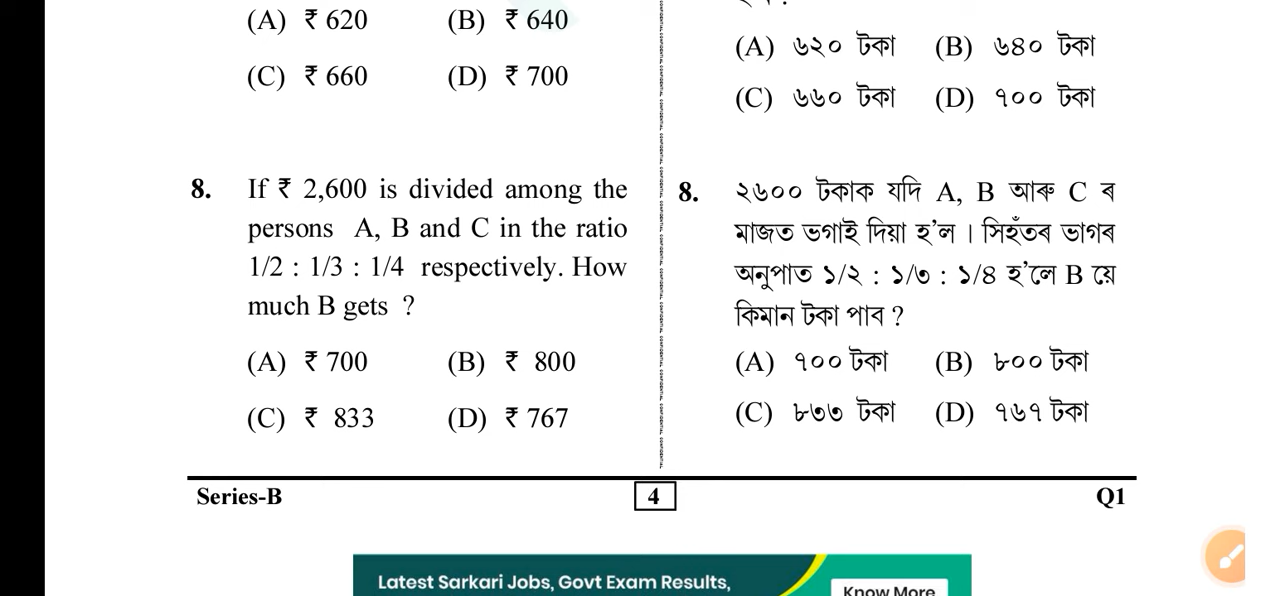 (A) ₹ 620 (B) ₹ 640
(C) ₹ 660 (D) ₹ 700
8. If ₹ 2,600 is divided among the
persons A, B and C in the ratio
1/2 : 1/3 : 1/4 respectively. How
much B gets ?
(A) ₹ 700 (B) ₹ 800
(C) ₹ 833 (D) ₹ 767
(A) ৬২০ টকা (B) ৬৪০ টকা
(C) ৬৬০ টকা (D) ৭০০ টকা
8. ২৬০০ টকাক যদি A, B আৰু C ৰ
মাজত ভগাই দিয়া হ’ল । সিহঁতৰ ভাগৰ
অনুপাত ১/২ : ১/৩ : ১/৪ হ’লে B য়ে
কিমান টকা পাব ?
(A) ৭০০ টকা (B) ৮০০ টকা
(C) ৮৩৩ টকা (D) ৭৬৭ টকা
Series-B 4 Q1
Latest Sarkari Jobs, Govt Exam Results,
Know More